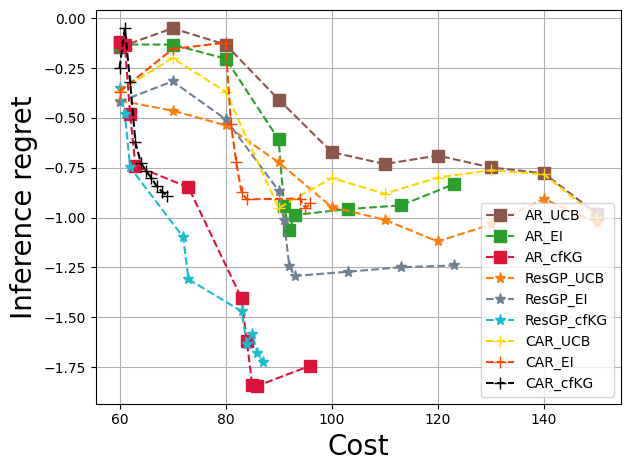 0.00
−0.25
−0.50
−0.75
−1.00
−1.25
−1.50
−1.75
Inference regret
60 80 100 120 140
Cost
AR_UCB
AR_EI
AR_cfKG
ResGP_UCB
ResGP_EI
ResGP_cfKG
CAR_UCB
CAR_EI
CAR_cfKG